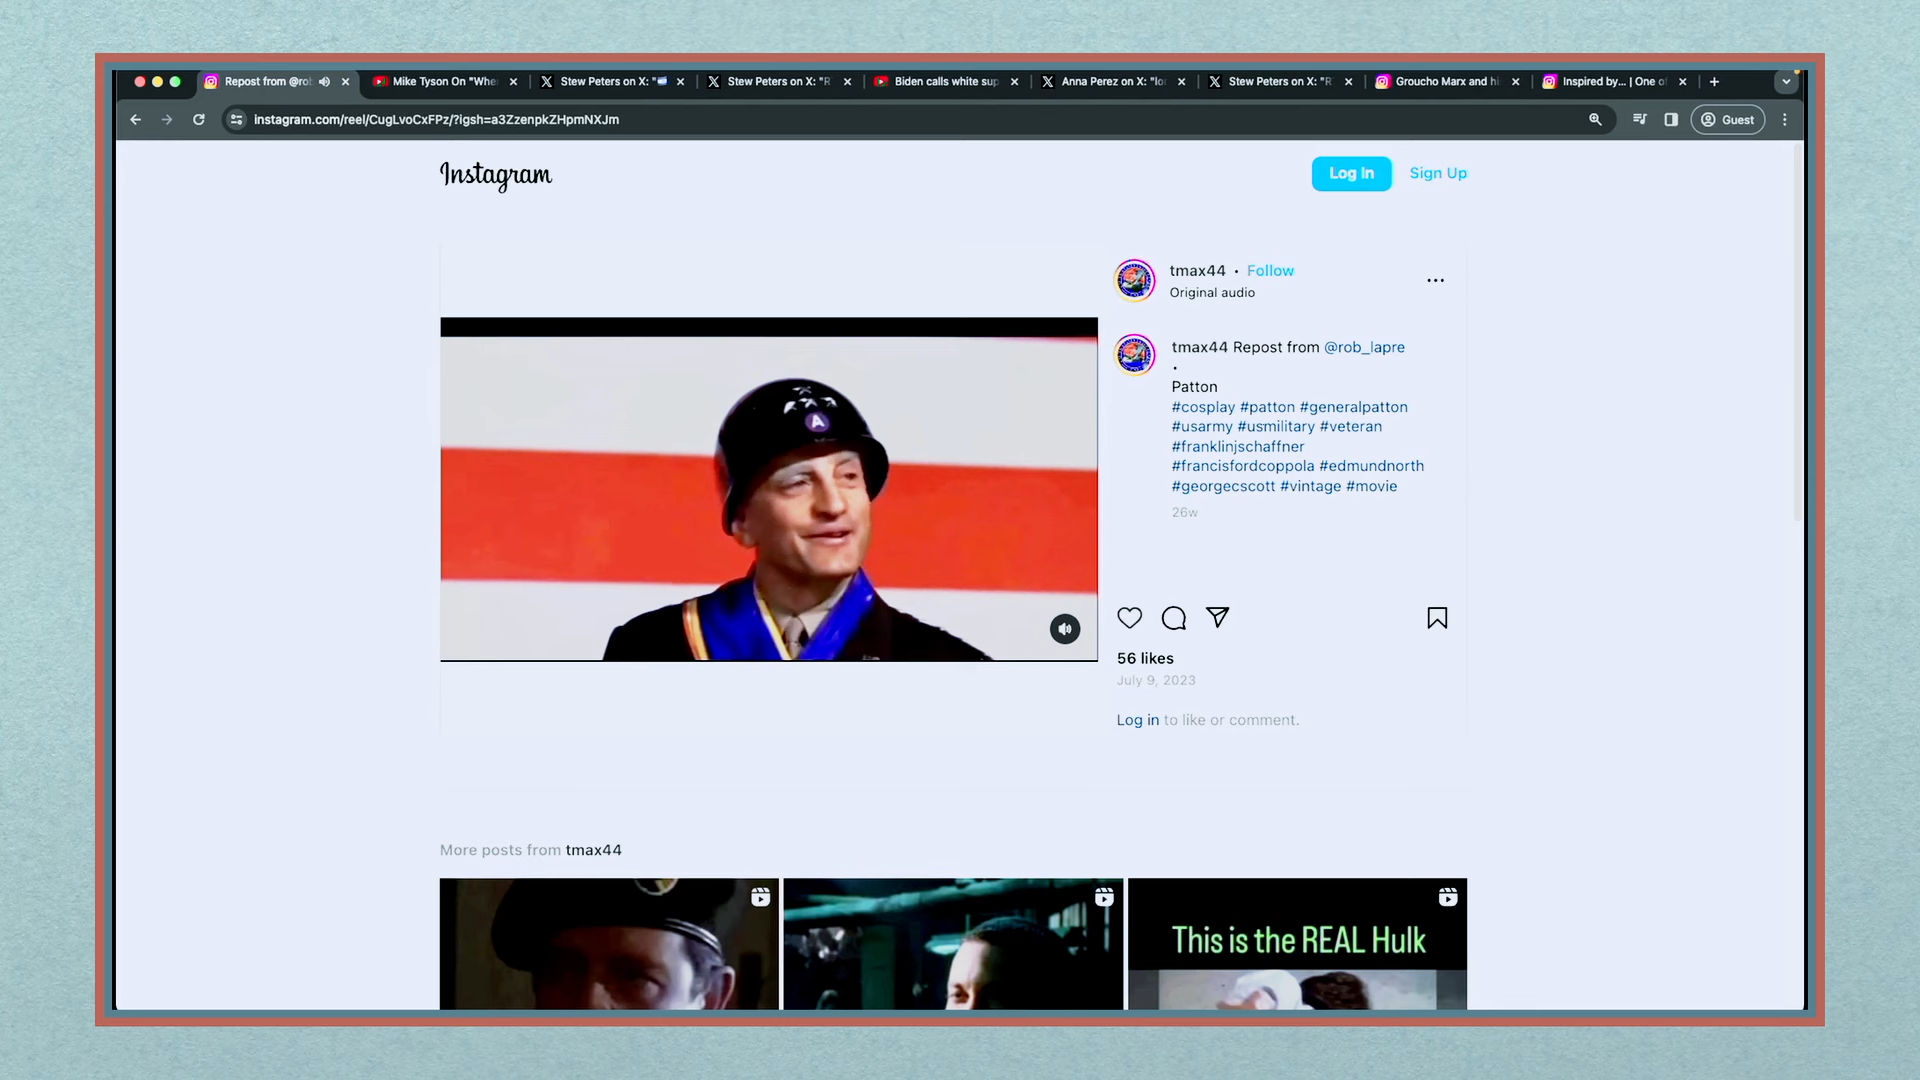 Repost from @rob
Mike Tyson On "Whe
Stew Peters on X: "
Stew Peters on X: "R
Biden calls white sup
Anna Perez on X: "lo
Stew Peters on X: "R
Groucho Marx and hi
Inspired by... | One of
instagram.com/reel/CugLvoCxFPz/?igsh=a3ZzenpkZHpmNXJm
Guest
Instagram
Log In
Sign Up
tmax44 • Follow
Original audio
tmax44 Repost from @rob_lapre
•
Patton
#cosplay #patton #generalpatton
#usarmy #usmilitary #veteran
#franklinjschaffner
#francisfordcoppola #edmundnorth
#georgecscott #vintage #movie
26w
A
56 likes
July 9, 2023
Log in to like or comment.
More posts from tmax44
This is the REAL Hulk